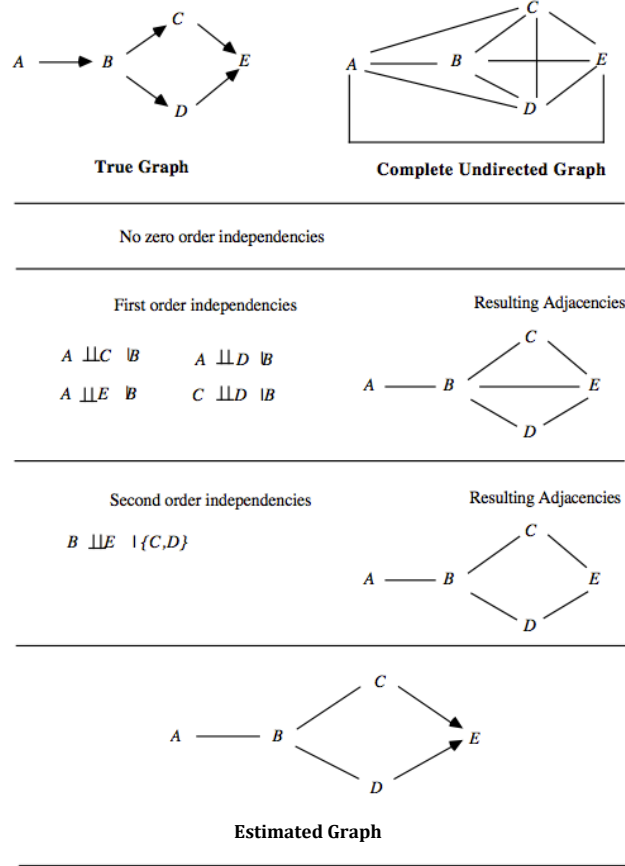 C
A B E
D
True Graph
C
A B E
D
Complete Undirected Graph
No zero order independencies
First order independencies
A ⫫C |B A ⫫D |B
A ⫫E |B C ⫫D |B
Resulting Adjacencies
C
A B E
D
Second order independencies
B ⫫E | {C,D}
Resulting Adjacencies
C
A B E
D
C
A B E
D
Estimated Graph